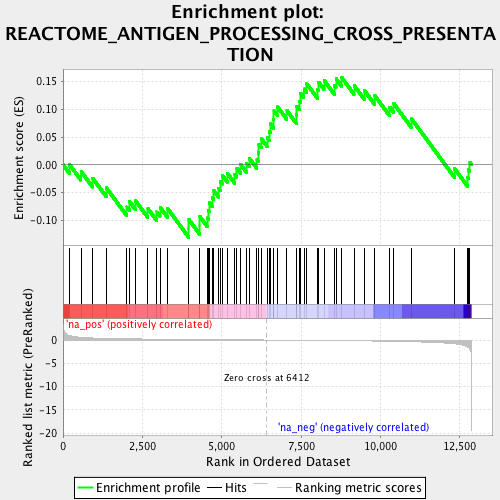 Enrichment plot:
REACTOME_ANTIGEN_PROCESSING_CROSS_PRESENTA
TION
Enrichment score (ES)
0.15
0.10
0.05
0.00
-0.05
-0.10
'na_pos' (positively correlated)
Ranked list metric (PreRanked)
0
-5
-10
-15
-20
Zero cross at 6412
'na_neg' (negatively correlated)
0
2,500
5,000
7,500
10,000
12,500
Rank in Ordered Dataset
Enrichment profile
Hits
Ranking metric scores